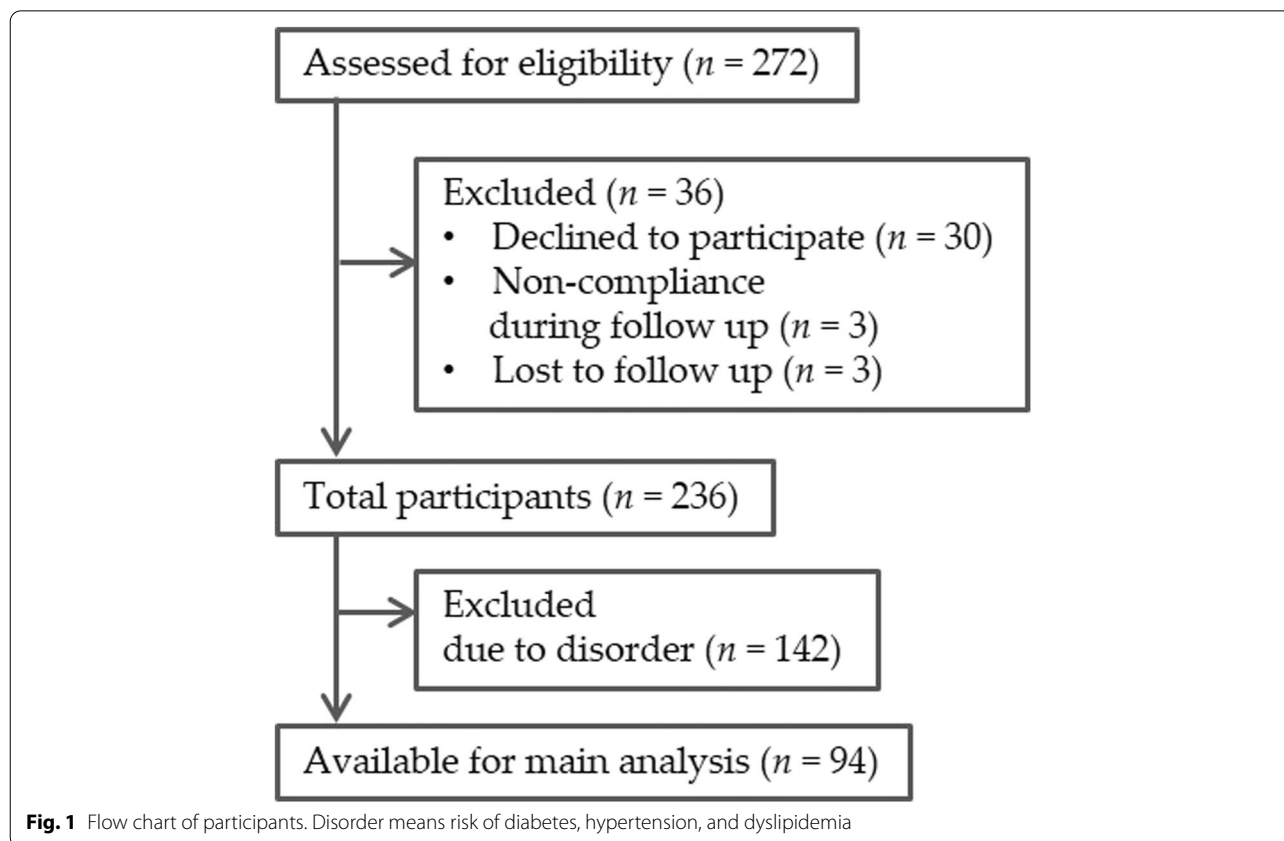 Assessed for eligibility (n = 272)
Excluded (n = 36)
• Declined to participate (n = 30)
• Non-compliance
during follow up (n = 3)
• Lost to follow up (n = 3)
Total participants (n = 236)
Excluded
due to disorder (n = 142)
Available for main analysis (n = 94)
Fig. 1 Flow chart of participants. Disorder means risk of diabetes, hypertension, and dyslipidemia